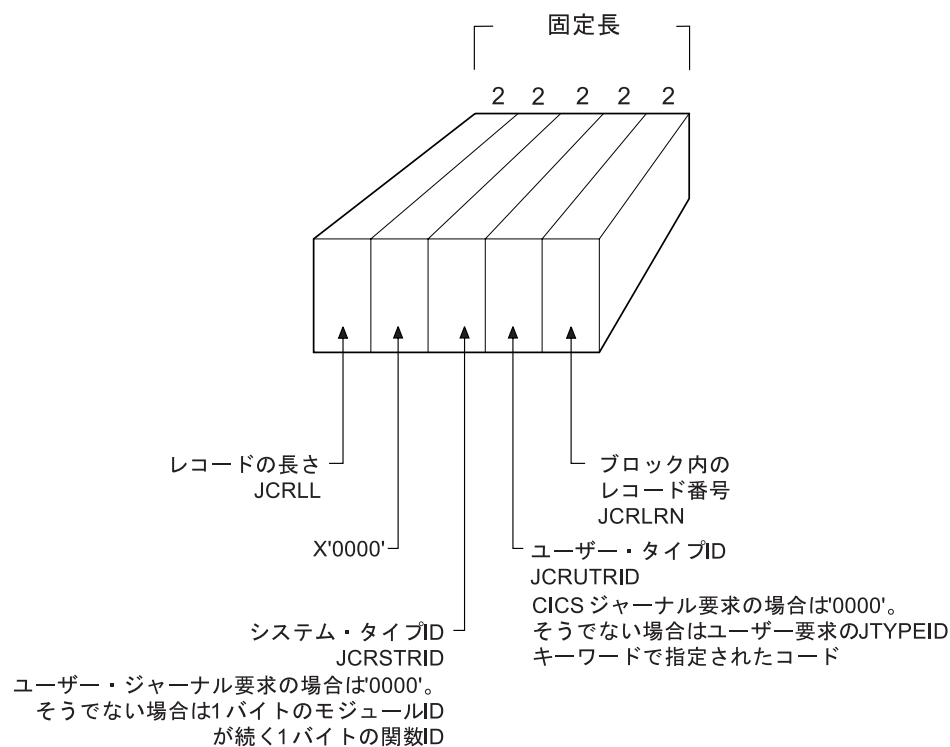 固定長
2 2 2 2 2
レコードの長さ
JCRLL
ブロック内の
レコード番号
JCRLRN
X'0000'
ユーザー・タイプID
JCRUTRID
CICSジャーナル要求の場合は'0000'。
そうでない場合はユーザー要求のJTYPEID
キーワードで指定されたコード
システム・タイプID
JCRSTRID
ユーザー・ジャーナル要求の場合は'0000'。
そうでない場合は1バイトのモジュールID
が続く1バイトの関数ID